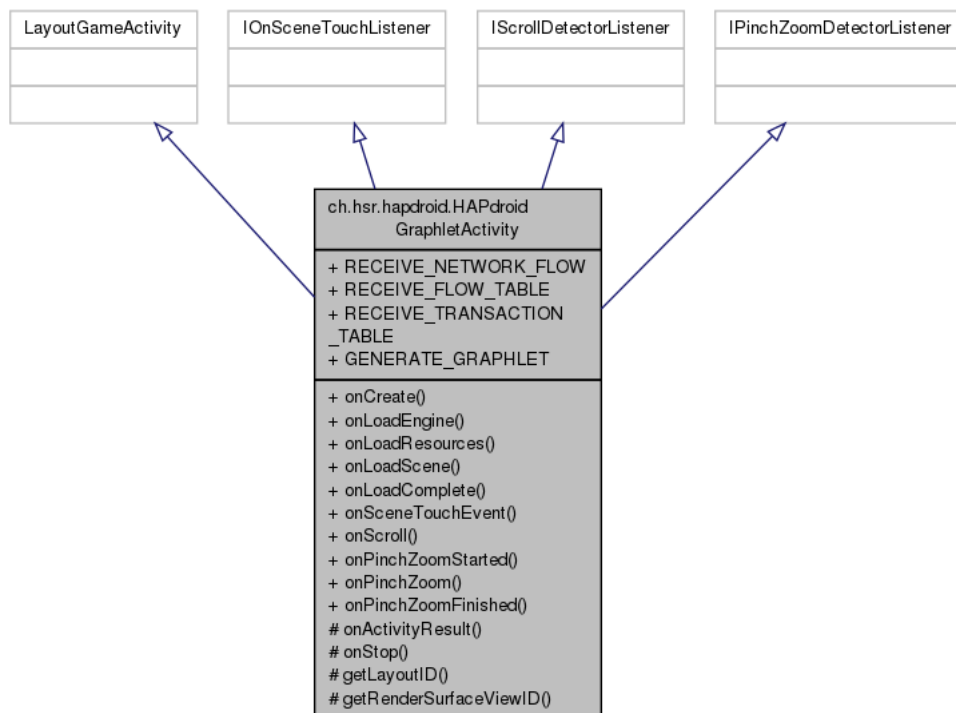 LayoutGameActivity
IOnSceneTouchListener
IScrollDetectorListener
IPinchZoomDetectorListener
ch.hsr.hapdroid.HAPdroid
GraphletActivity
+ RECEIVE_NETWORK_FLOW
+ RECEIVE_FLOW_TABLE
+ RECEIVE_TRANSACTION
_TABLE
+ GENERATE_GRAPHLET
+ onCreate()
+ onLoadEngine()
+ onLoadResources()
+ onLoadScene()
+ onLoadComplete()
+ onSceneTouchEvent()
+ onScroll()
+ onPinchZoomStarted()
+ onPinchZoom()
+ onPinchZoomFinished()
# onActivityResult()
# onStop()
# getLayoutID()
# getRenderSurfaceViewID()